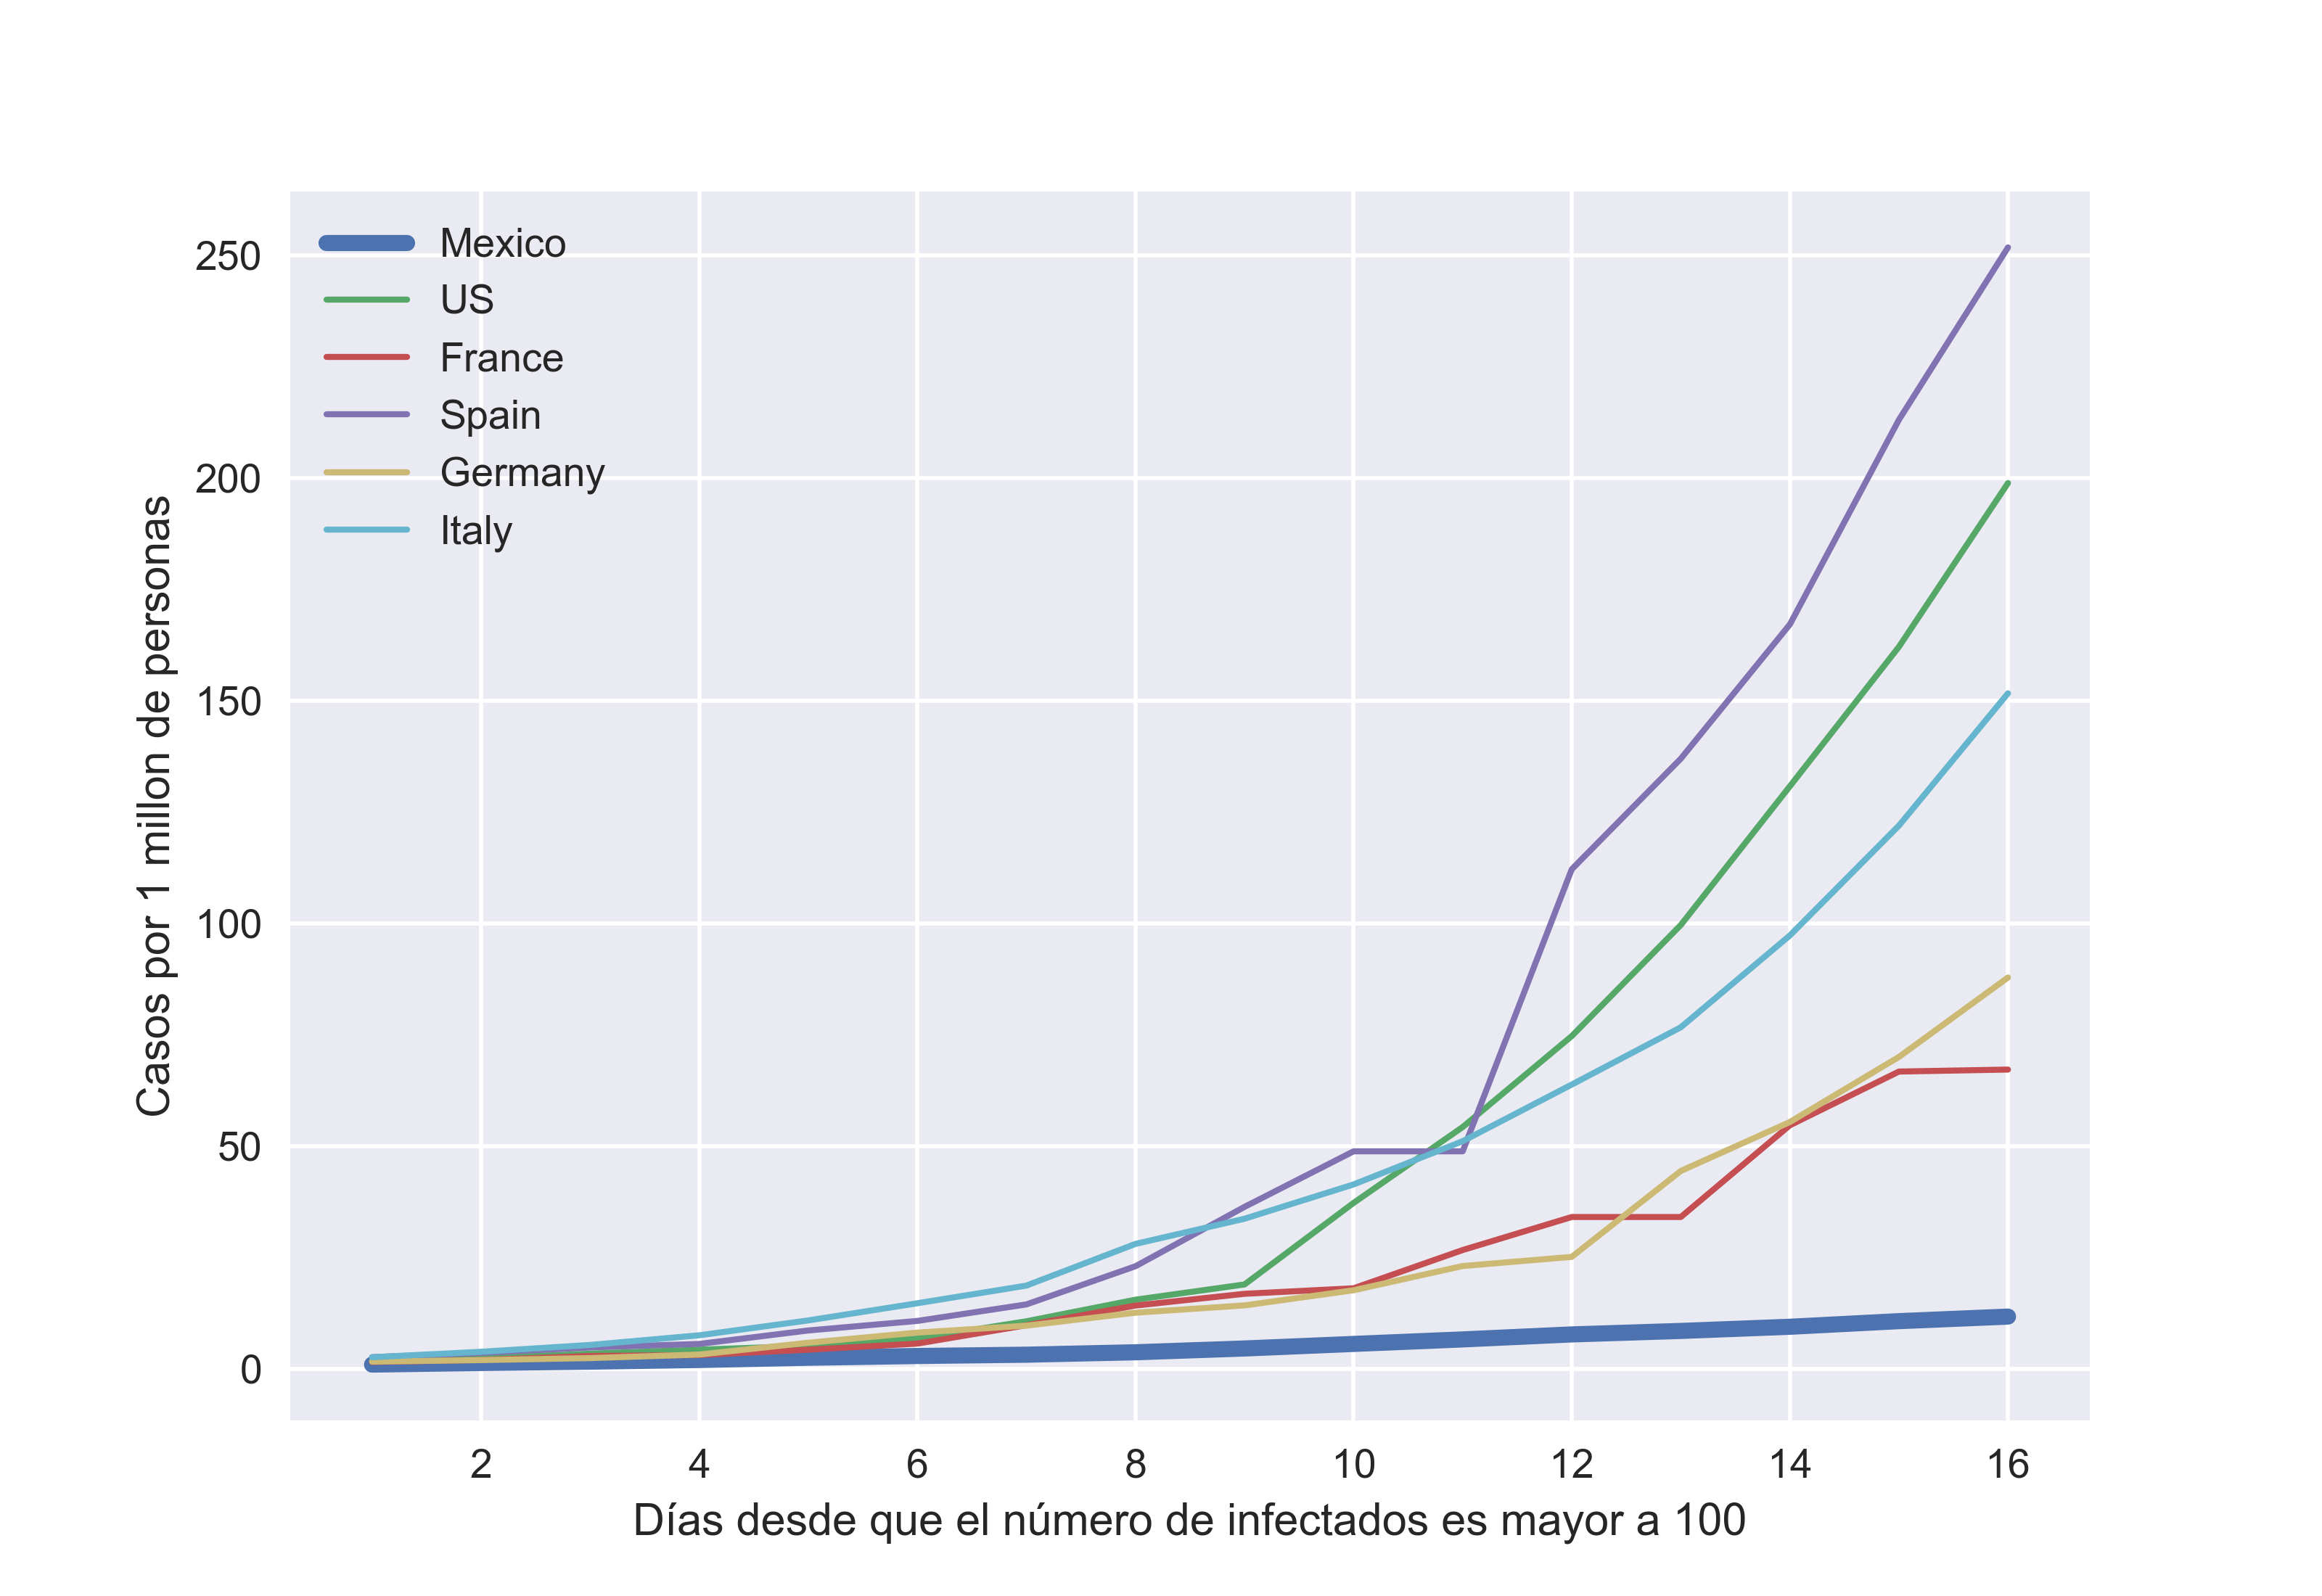 Mexico
US
France
Spain
Germany
Italy
250
200
150
100
50
0
Casos por 1 millon de personas
2 4 6 8 10 12 14 16
Días desde que el número de infectados es mayor a 100